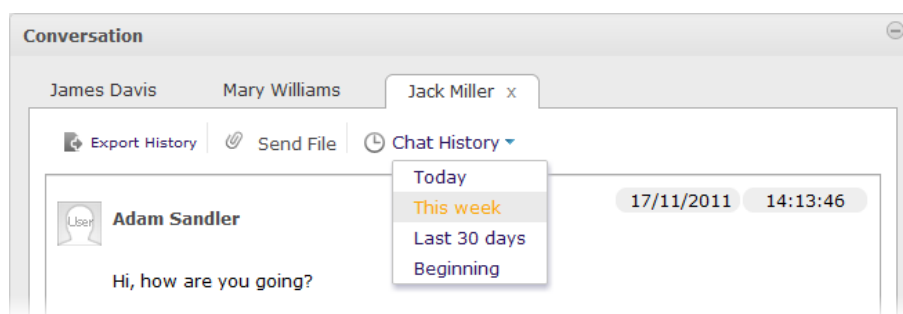 Conversation
James Davis Mary Williams Jack Miller x
Export History Send File Chat History
Today
This week
Last 30 days
Beginning
User Adam Sandler 17/11/2011 14:13:46
Hi, how are you going?